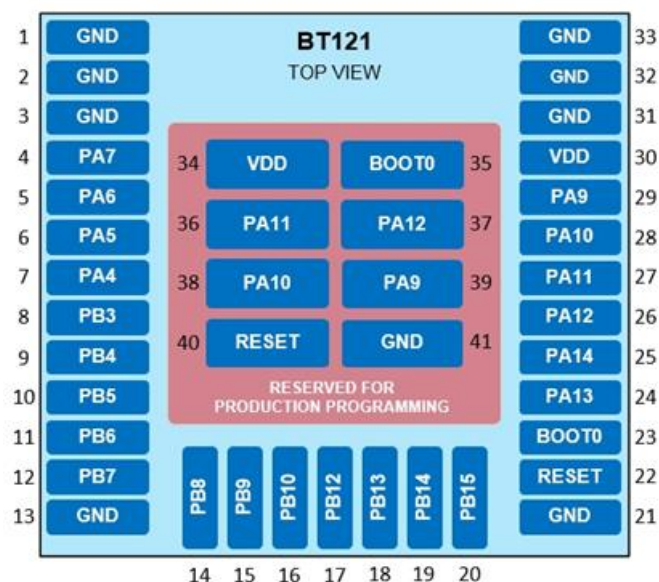 BT121
TOP VIEW
1 GND
2 GND
3 GND
4 PA7
5 PA6
6 PA5
7 PA4
8 PB3
9 PB4
10 PB5
11 PB6
12 PB7
13 GND
34 VDD BOOT0 35
36 PA11 PA12 37
38 PA10 PA9 39
40 RESET GND 41
RESERVED FOR
PRODUCTION PROGRAMMING
PB8 PB9 PB10 PB12 PB13 PB14 PB15
14 15 16 17 18 19 20
GND 33
GND 32
GND 31
VDD 30
PA9 29
PA10 28
PA11 27
PA12 26
PA14 25
PA13 24
BOOT0 23
RESET 22
GND 21